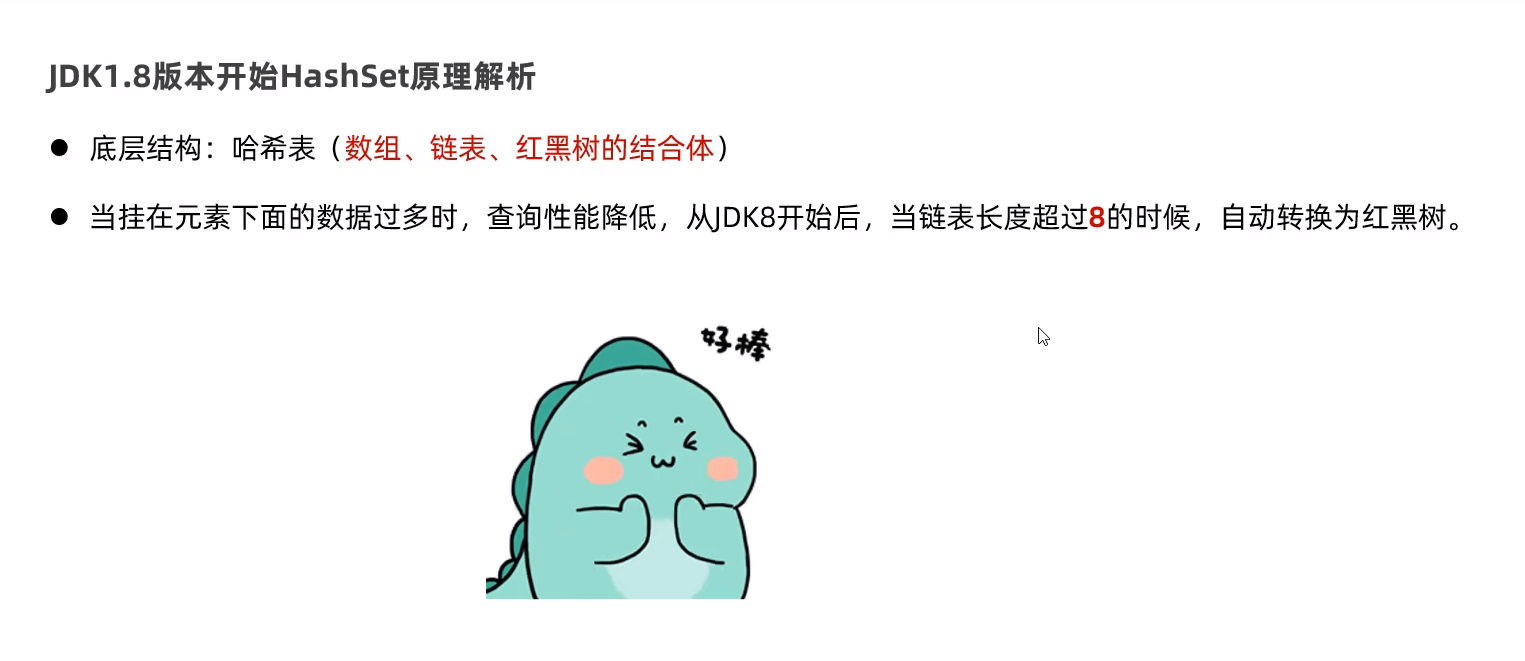 JDK1.8版本开始HashSet原理解析
● 底层结构：哈希表（数组、链表、红黑树的结合体）
● 当挂在元素下面的数据过多时，查询性能降低，从JDK8开始后，当链表长度超过8的时候，自动转换为红黑树。
好棒